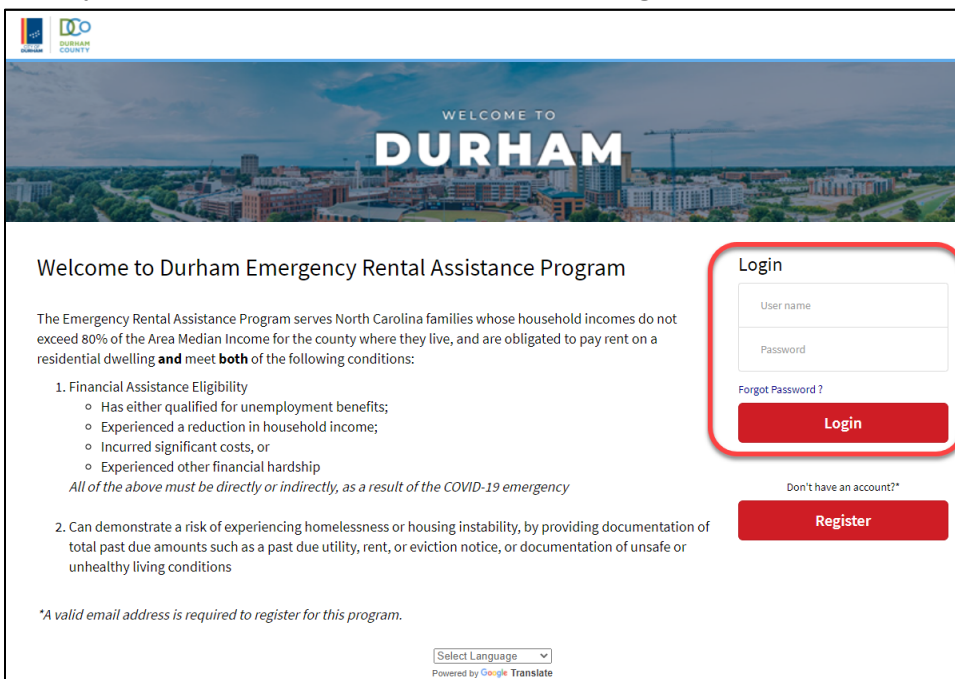 CITY OF
DURHAM
DCO
DURHAM
COUNTY
WELCOME TO
DURHAM
Welcome to Durham Emergency Rental Assistance Program
The Emergency Rental Assistance Program serves North Carolina families whose household incomes do not
exceed 80% of the Area Median Income for the county where they live, and are obligated to pay rent on a
residential dwelling and meet both of the following conditions:
1. Financial Assistance Eligibility
Has either qualified for unemployment benefits;
Experienced a reduction in household income;
Incurred significant costs, or
Experienced other financial hardship
All of the above must be directly or indirectly, as a result of the COVID-19 emergency
2. Can demonstrate a risk of experiencing homelessness or housing instability, by providing documentation of
total past due amounts such as a past due utility, rent, or eviction notice, or documentation of unsafe or
unhealthy living conditions
*A valid email address is required to register for this program.
Login
User name
Password
Forgot Password ?
Login
Don't have an account?*
Register
Select Language
Powered by Google Translate